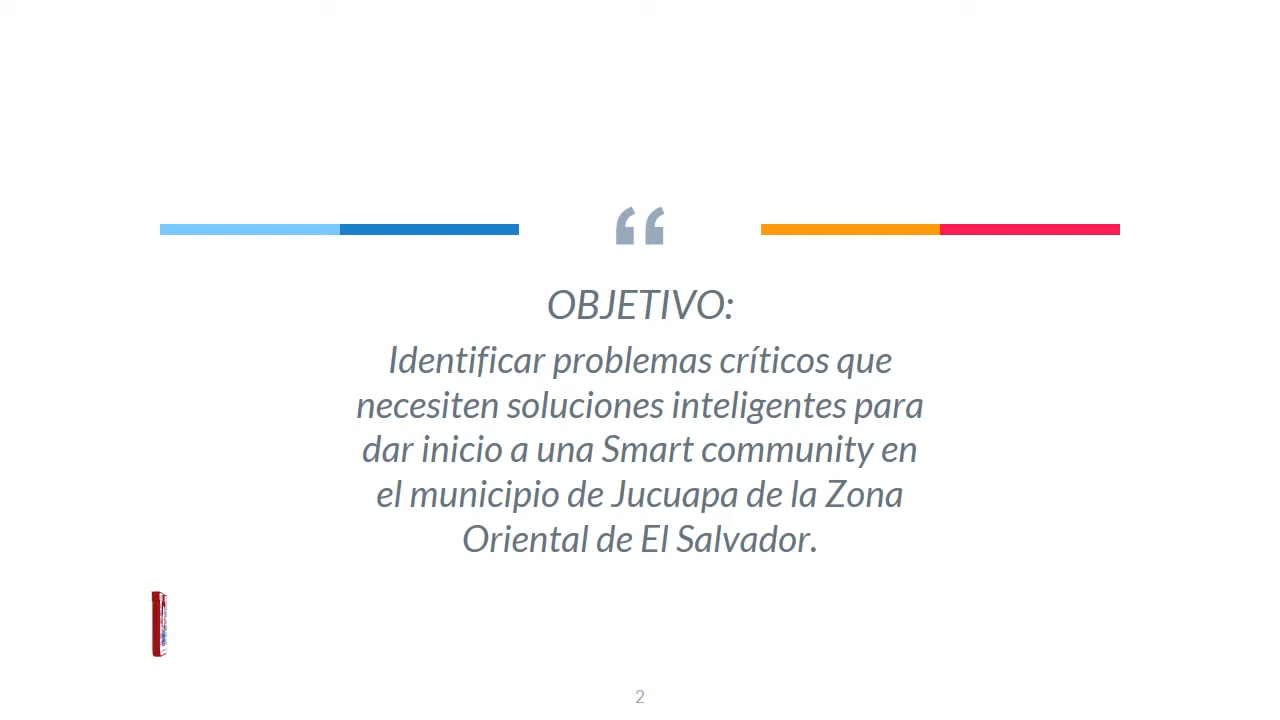 “
OBJETIVO:
Identificar problemas críticos que
necesiten soluciones inteligentes para
dar inicio a una Smart community en
el municipio de Jucuapa de la Zona
Oriental de El Salvador.
2